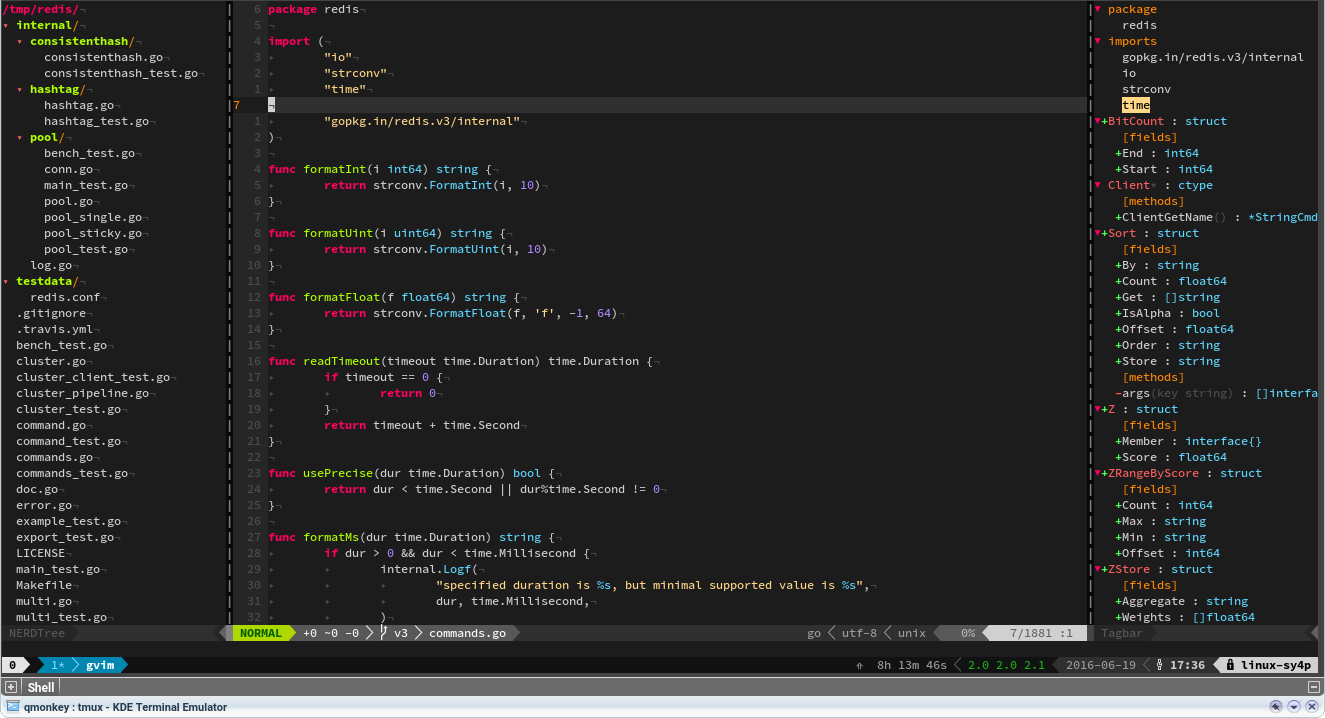 /tmp/redis/
internal/
consistenthash/
consistenthash.go
consistenthash_test.go
hashtag/
hashtag.go
hashtag_test.go
pool/
bench_test.go
conn.go
main_test.go
pool.go
pool_single.go
pool_sticky.go
pool_test.go
log.go
testdata/
redis.conf
.gitignore
.travis.yml
bench_test.go
cluster.go
cluster_client_test.go
cluster_pipeline.go
cluster_test.go
command.go
command_test.go
commands.go
commands_test.go
doc.go
error.go
example_test.go
export_test.go
LICENSE
main_test.go
Makefile
multi.go
multi_test.go
NERDTree
6 package redis
5
4 import (
3 "io"
2 "strconv"
1 "time"
7
1 "gopkg.in/redis.v3/internal"
2 )
3
4 func formatInt(i int64) string {
5 return strconv.FormatInt(i, 10)
6 }
7
8 func formatUint(i uint64) string {
9 return strconv.FormatUint(i, 10)
10 }
11
12 func formatFloat(f float64) string {
13 return strconv.FormatFloat(f, 'f', -1, 64)
14 }
15
16 func readTimeout(timeout time.Duration) time.Duration {
17 if timeout == 0 {
18 return 0
19 }
20 return timeout + time.Second
21 }
22
23 func usePrecise(dur time.Duration) bool {
24 return dur < time.Second || dur%time.Second != 0
25 }
26
27 func formatMs(dur time.Duration) string {
28 if dur > 0 && dur < time.Millisecond {
29 internal.Logf(
30 "specified duration is %s, but minimal supported value is %s",
31 dur, time.Millisecond,
32 )
NORMAL +0 ~0 -0 v3 commands.go go utf-8 unix 0% 7/1881 :1
package
redis
imports
gopkg.in/redis.v3/internal
io
strconv
time
+BitCount : struct
[fields]
+End : int64
+Start : int64
Client* : ctype
[methods]
+ClientGetName() : *StringCmd
+Sort : struct
[fields]
+By : string
+Count : float64
+Get : []string
+IsAlpha : bool
+Offset : float64
+Order : string
+Store : string
[methods]
-args(key string) : []interfa
+Z : struct
[fields]
+Member : interface{}
+Score : float64
+ZRangeByScore : struct
[fields]
+Count : int64
+Max : string
+Min : string
+Offset : int64
+ZStore : struct
[fields]
+Aggregate : string
+Weights : []float64
Tagbar
0 1* gvim 8h 13m 46s 2.0 2.0 2.1 2016-06-19 17:36 linux-sy4p
Shell
qmonkey : tmux - KDE Terminal Emulator